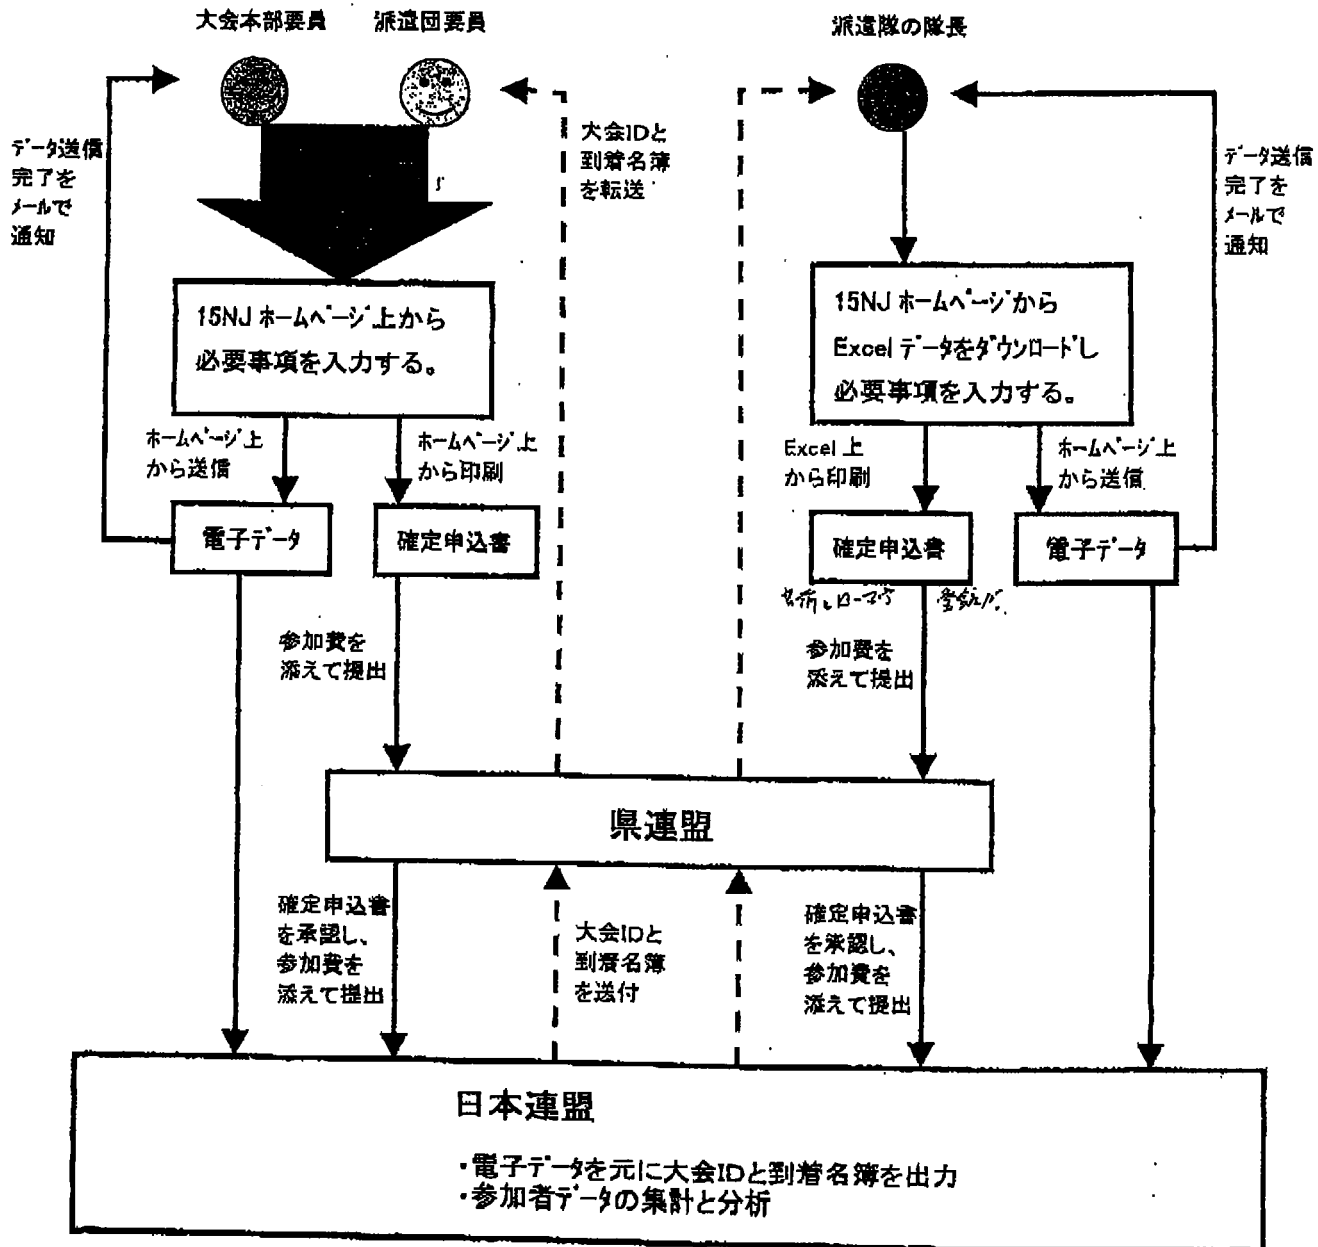 大会本部要員 派遣団要員
派遣隊の隊長
データ送信
完了を
メールで
通知
大会IDと
到着名簿
を転送
データ送信
完了を
メールで
通知
15NJ ホームページ上から
必要事項を入力する。
15NJ ホームページから
Excel データをダウンロードし
必要事項を入力する。
ホームページ上
から送信
ホームページ上
から印刷
Excel 上
から印刷
ホームページ上
から送信
電子データ
確定申込書
確定申込書
電子データ
参加費を
添えて提出
参加費を
添えて提出
県連盟
確定申込書
を承認し、
参加費を
添えて提出
大会IDと
到着名簿
を送付
確定申込書
を承認し、
参加費を
添えて提出
日本連盟
・電子データを元に大会IDと到着名簿を出力
・参加者データの集計と分析